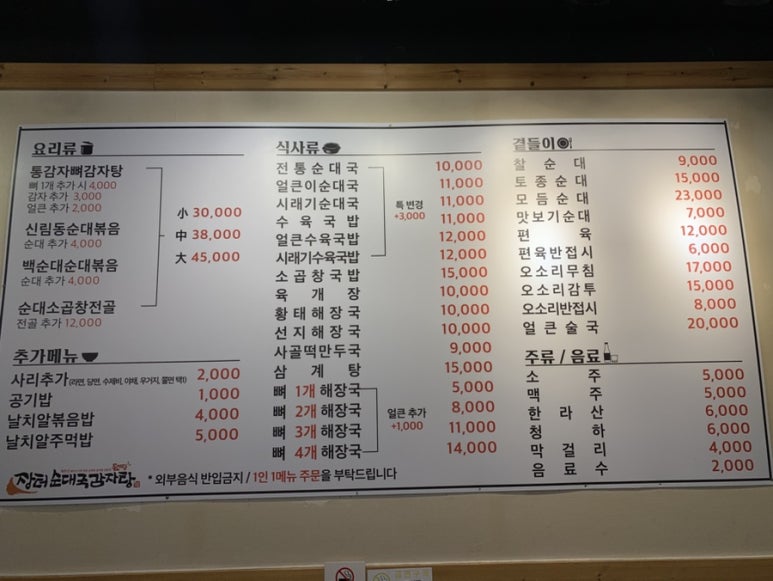 요리류
통감자뼈감자탕
뼈 1개 추가 시 4,000
감자 추가 3,000
얼큰 추가 2,000
신림동순대볶음
순대 추가 4,000
백순대순대볶음
순대 추가 4,000
순대소곱창전골
전골 추가 12,000
小 30,000
中 38,000
大 45,000
추가메뉴
사리추가(라면, 당면, 수제비, 야채, 우거지, 쫄면 택1) 2,000
공기밥 1,000
날치알볶음밥 4,000
날치알주먹밥 5,000
식사류
전통순대국 10,000
얼큰이순대국 11,000
시래기순대국 11,000
수육국밥 11,000
얼큰수육국밥 12,000
시래기수육국밥 12,000
특 변경
+3,000
소곱창국밥 15,000
육개장 10,000
황태해장국 10,000
선지해장국 10,000
사골떡만두국 9,000
삼계탕 15,000
뼈 1개 해장국 5,000
뼈 2개 해장국 8,000
뼈 3개 해장국 11,000
뼈 4개 해장국 14,000
얼큰 추가
+1,000
곁들이
찰순대 9,000
토종순대 15,000
모듬순대 23,000
맛보기순대 7,000
편육 12,000
편육반접시 6,000
오소리무침 17,000
오소리감투 15,000
오소리반접시 8,000
얼큰술국 20,000
주류 / 음료
소주 5,000
맥주 5,000
한라산 6,000
청하 6,000
막걸리 4,000
음료수 2,000
장터순대국감자탕
* 외부음식 반입금지 / 1인 1메뉴 주문을 부탁드립니다